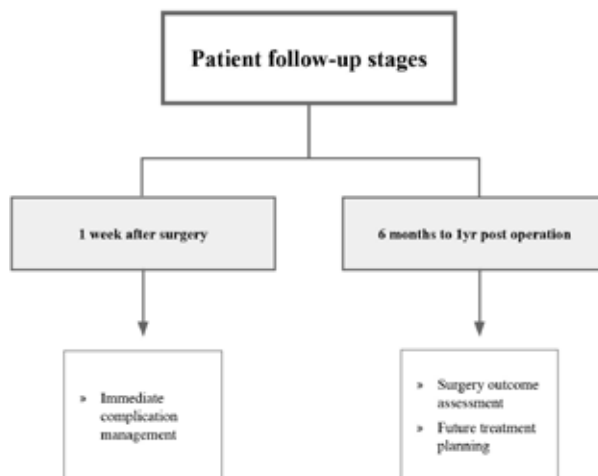 Patient follow-up stages
1 week after surgery
6 months to 1yr post operation
» Immediate
complication
management
» Surgery outcome
assessment
» Future treatment
planning